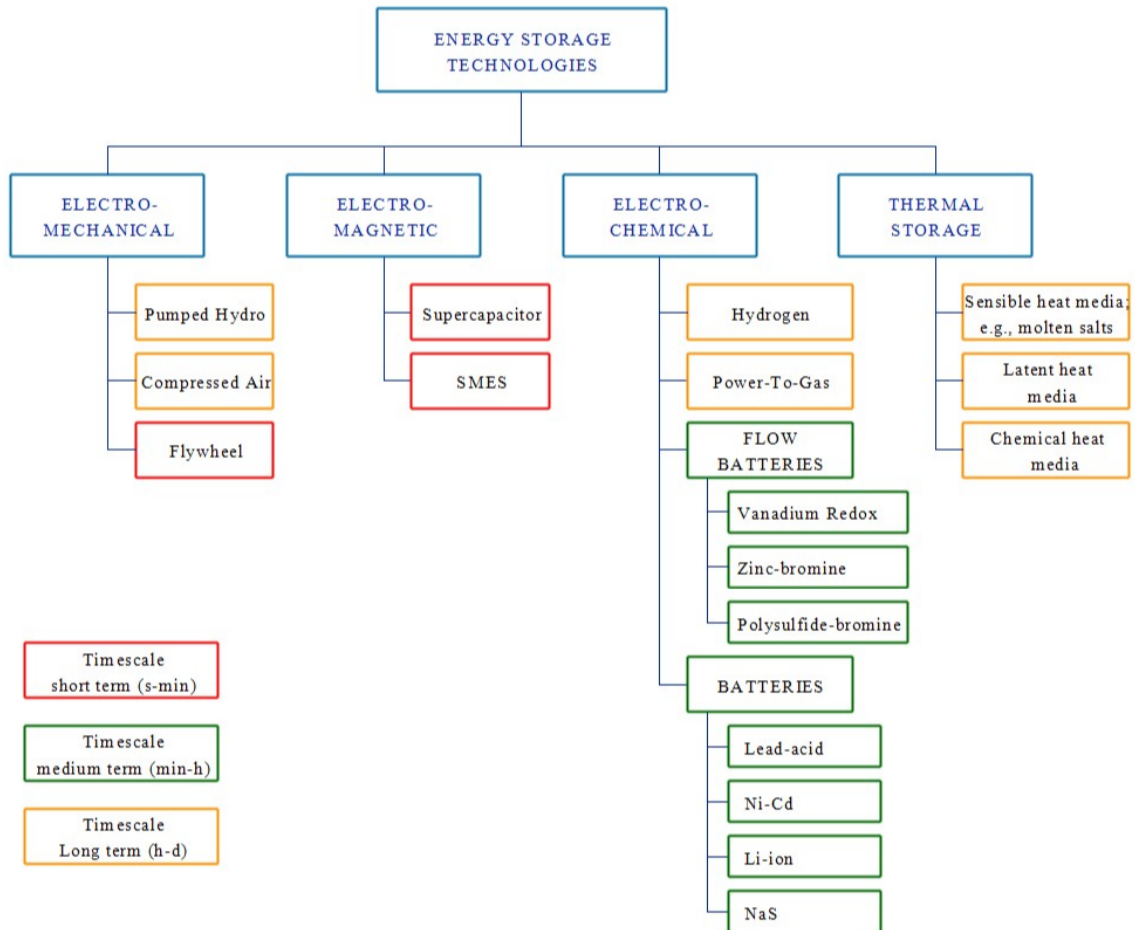 ENERGY STORAGE
TECHNOLOGIES
ELECTRO-
MECHANICAL
ELECTRO-
MAGNETIC
ELECTRO-
CHEMICAL
THERMAL
STORAGE
Pumped Hydro
Compressed Air
Flywheel
Supercapacitor
SMES
Hydrogen
Power-To-Gas
FLOW
BATTERIES
Vanadium Redox
Zinc-bromine
Polysulfide-bromine
BATTERIES
Lead-acid
Ni-Cd
Li-ion
NaS
Sensible heat media;
e.g., molten salts
Latent heat
media
Chemical heat
media
Timescale
short term (s-min)
Timescale
medium term (min-h)
Timescale
Long term (h-d)